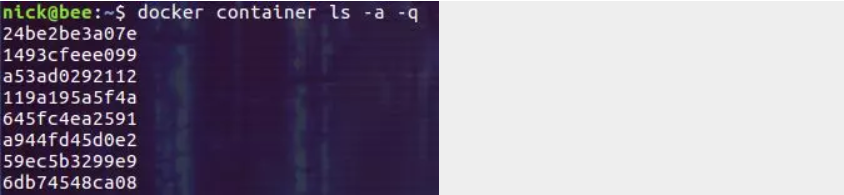 nick@bee:~$ docker container ls -a -q
24be2be3a07e
1493cfeee099
a53ad0292112
119a195a5f4a
645fc4ea2591
a944fd45d0e2
59ec5b3299e9
6db74548ca08